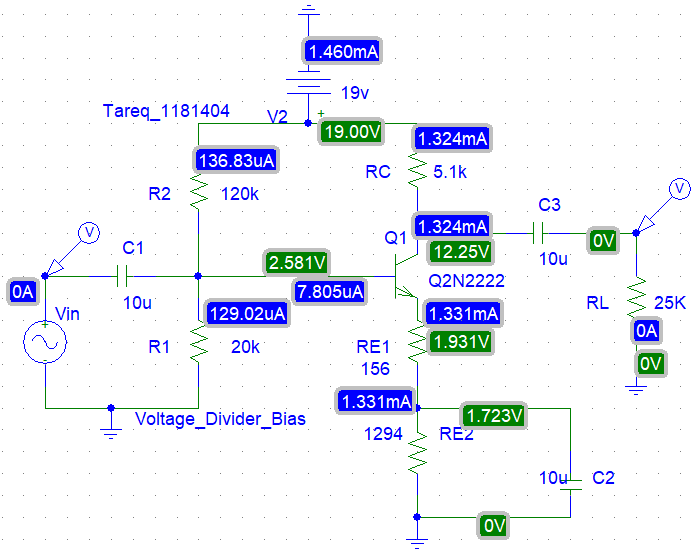 1.460mA
19v
Tareq_1181404
V2
+
19.00V
1.324mA
136.83uA
RC
5.1k
R2
120k
V
V
C3
1.324mA
Q1
0V
C1
12.25V
2.581V
10u
Q2N2222
0A
7.805uA
10u
RL
25K
Vin
129.02uA
1.331mA
0A
R1
20k
RE1
1.931V
0V
156
1.331mA
Voltage_Divider_Bias
1.723V
1294
RE2
10u
C2
0V